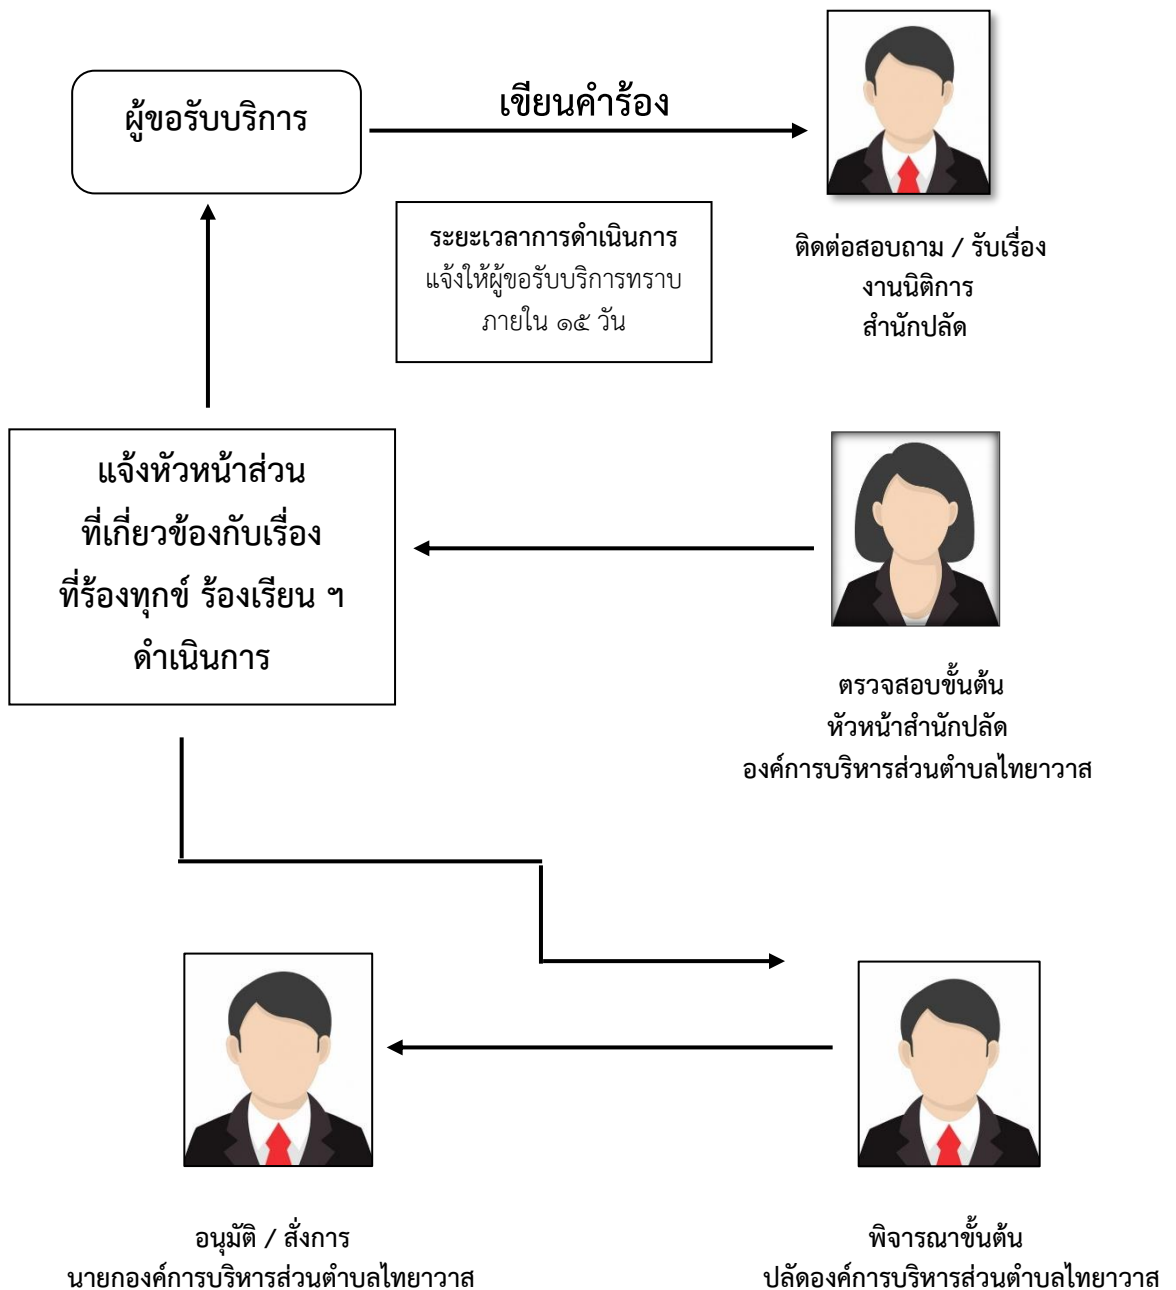 ผู้ขอรับบริการ
เขียนคำร้อง
ติดต่อสอบถาม / รับเรื่อง
งานนิติการ
สำนักปลัด
ระยะเวลาการดำเนินการ
แจ้งให้ผู้ขอรับบริการทราบ
ภายใน ๑๕ วัน
แจ้งหัวหน้าส่วน
ที่เกี่ยวข้องกับเรื่อง
ที่ร้องทุกข์ ร้องเรียน ฯ
ดำเนินการ
ตรวจสอบขั้นต้น
หัวหน้าสำนักปลัด
องค์การบริหารส่วนตำบลไทยาวาส
อนุมัติ / สั่งการ
นายกองค์การบริหารส่วนตำบลไทยาวาส
พิจารณาขั้นต้น
ปลัดองค์การบริหารส่วนตำบลไทยาวาส